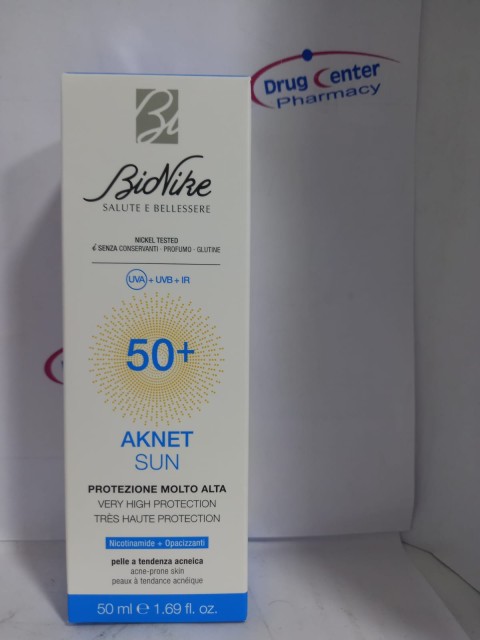 Drug Center
Pharmacy
Bi
BioNike
SALUTE E BELLESSERE
NICKEL TESTED
SENZA CONSERVANTI · PROFUMO · GLUTINE
UVA + UVB + IR
50+
AKNET
SUN
PROTEZIONE MOLTO ALTA
VERY HIGH PROTECTION
TRÈS HAUTE PROTECTION
Nicotinamide + Opacizzanti
pelle a tendenza acneica
acne-prone skin
peaux à tendance acnéique
50 ml ℮ 1.69 fl. oz.